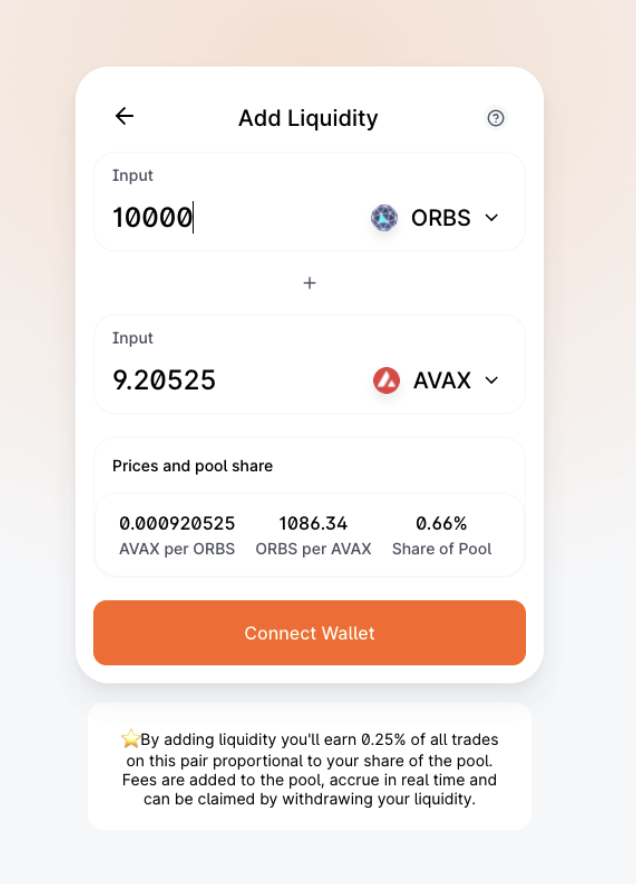 Add Liquidity
Input
10000
ORBS
+
Input
9.20525
AVAX
Prices and pool share
0.000920525 1086.34 0.66%
AVAX per ORBS ORBS per AVAX Share of Pool
Connect Wallet
⭐By adding liquidity you'll earn 0.25% of all trades
on this pair proportional to your share of the pool.
Fees are added to the pool, accrue in real time and
can be claimed by withdrawing your liquidity.